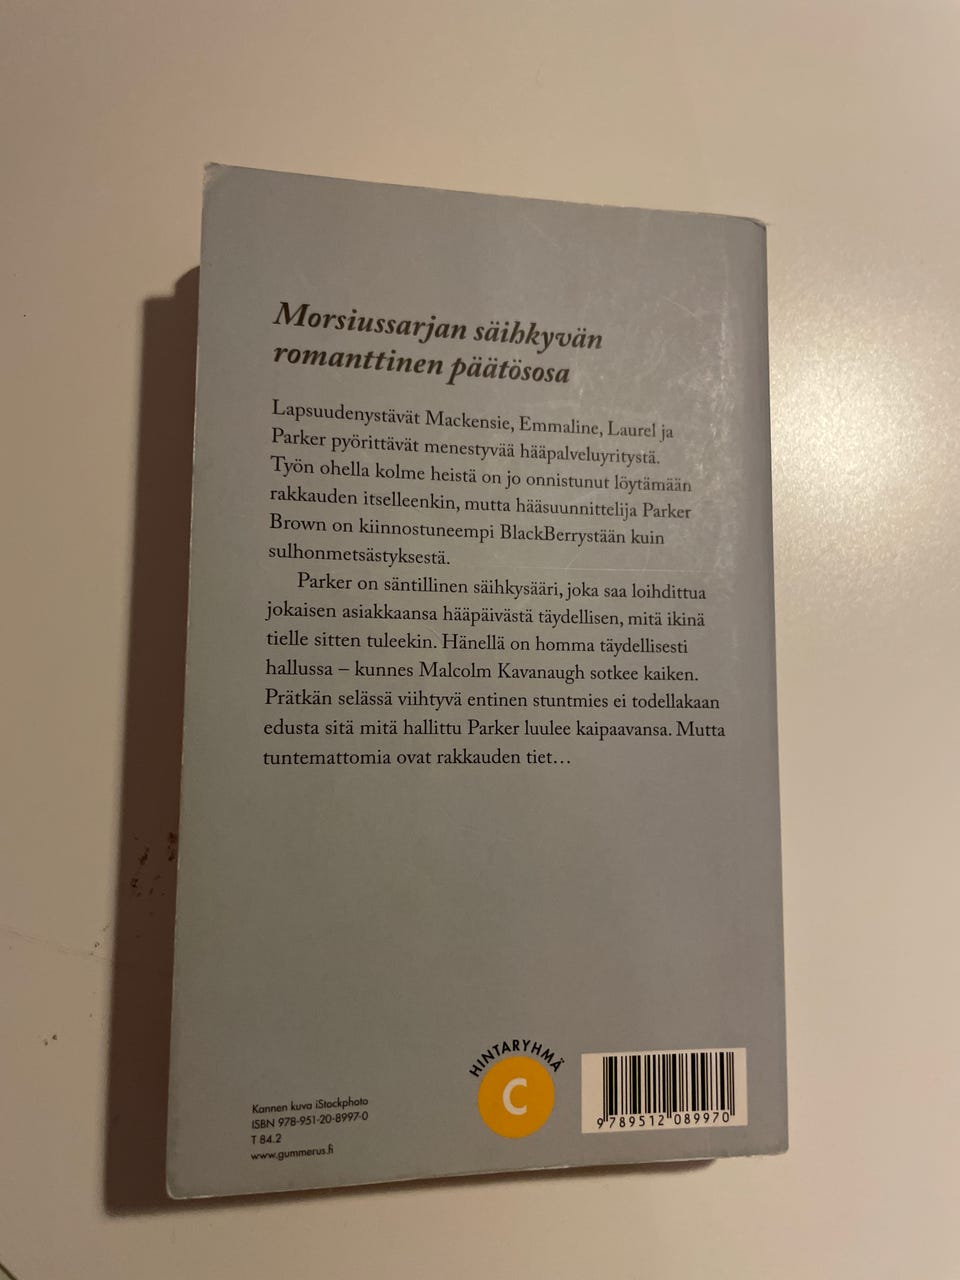 Morsiussarjan säihkyvän
romanttinen päätösosa
Lapsuudenystävät Mackensie, Emmaline, Laurel ja
Parker pyörittävät menestyvää hääpalveluyritystä.
Työn ohella kolme heistä on jo onnistunut löytämään
rakkauden itselleenkin, mutta hääsuunnittelija Parker
Brown on kiinnostuneempi BlackBerrystään kuin
sulhonmetsästyksestä.
Parker on säntillinen säihkysääri, joka saa loihdittua
jokaisen asiakkaansa hääpäivästä täydellisen, mitä ikinä
tielle sitten tuleekin. Hänellä on homma täydellisesti
hallussa – kunnes Malcolm Kavanaugh sotkee kaiken.
Prätkän selässä viihtyvä entinen stuntmies ei todellakaan
edusta sitä mitä hallittu Parker luulee kaipaavansa. Mutta
tuntemattomia ovat rakkauden tiet…
HINTARYHMÄ
C
Kannen kuva iStockphoto
ISBN 978-951-20-8997-0
T 84.2
www.gummerus.fi
9 789512 089970